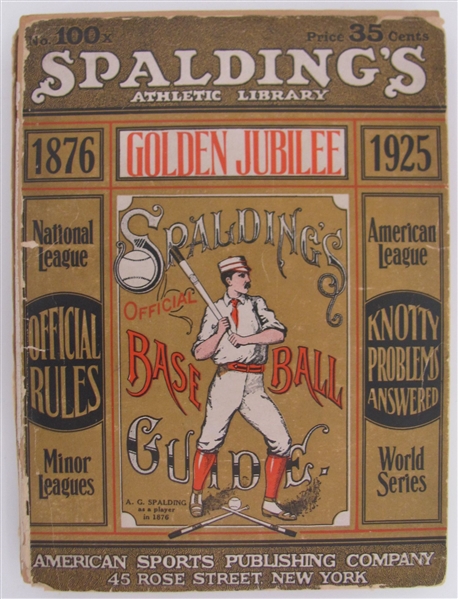 No. 100X Price 35 Cents
SPALDING'S
ATHLETIC LIBRARY
1876
GOLDEN JUBILEE
1925
National
League
OFFICIAL
RULES
Minor
Leagues
SPALDING'S
OFFICIAL
BASE BALL
GUIDE.
A. G. SPALDING
as a player
in 1876
American
League
KNOTTY
PROBLEMS
ANSWERED
World
Series
AMERICAN SPORTS PUBLISHING COMPANY
45 ROSE STREET, NEW YORK